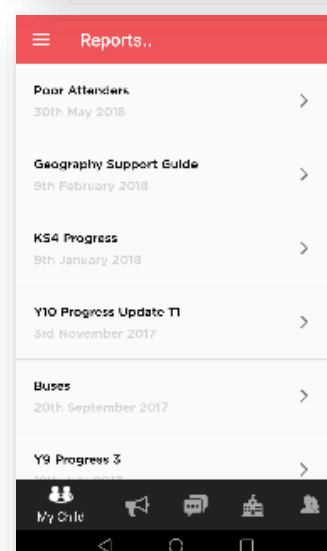 Reports..
Poor Attenders
30th May 2018
Geography Support Guide
9th February 2018
KS4 Progress
9th January 2018
Y10 Progress Update T1
3rd November 2017
Buses
20th September 2017
Y9 Progress 3
My Child